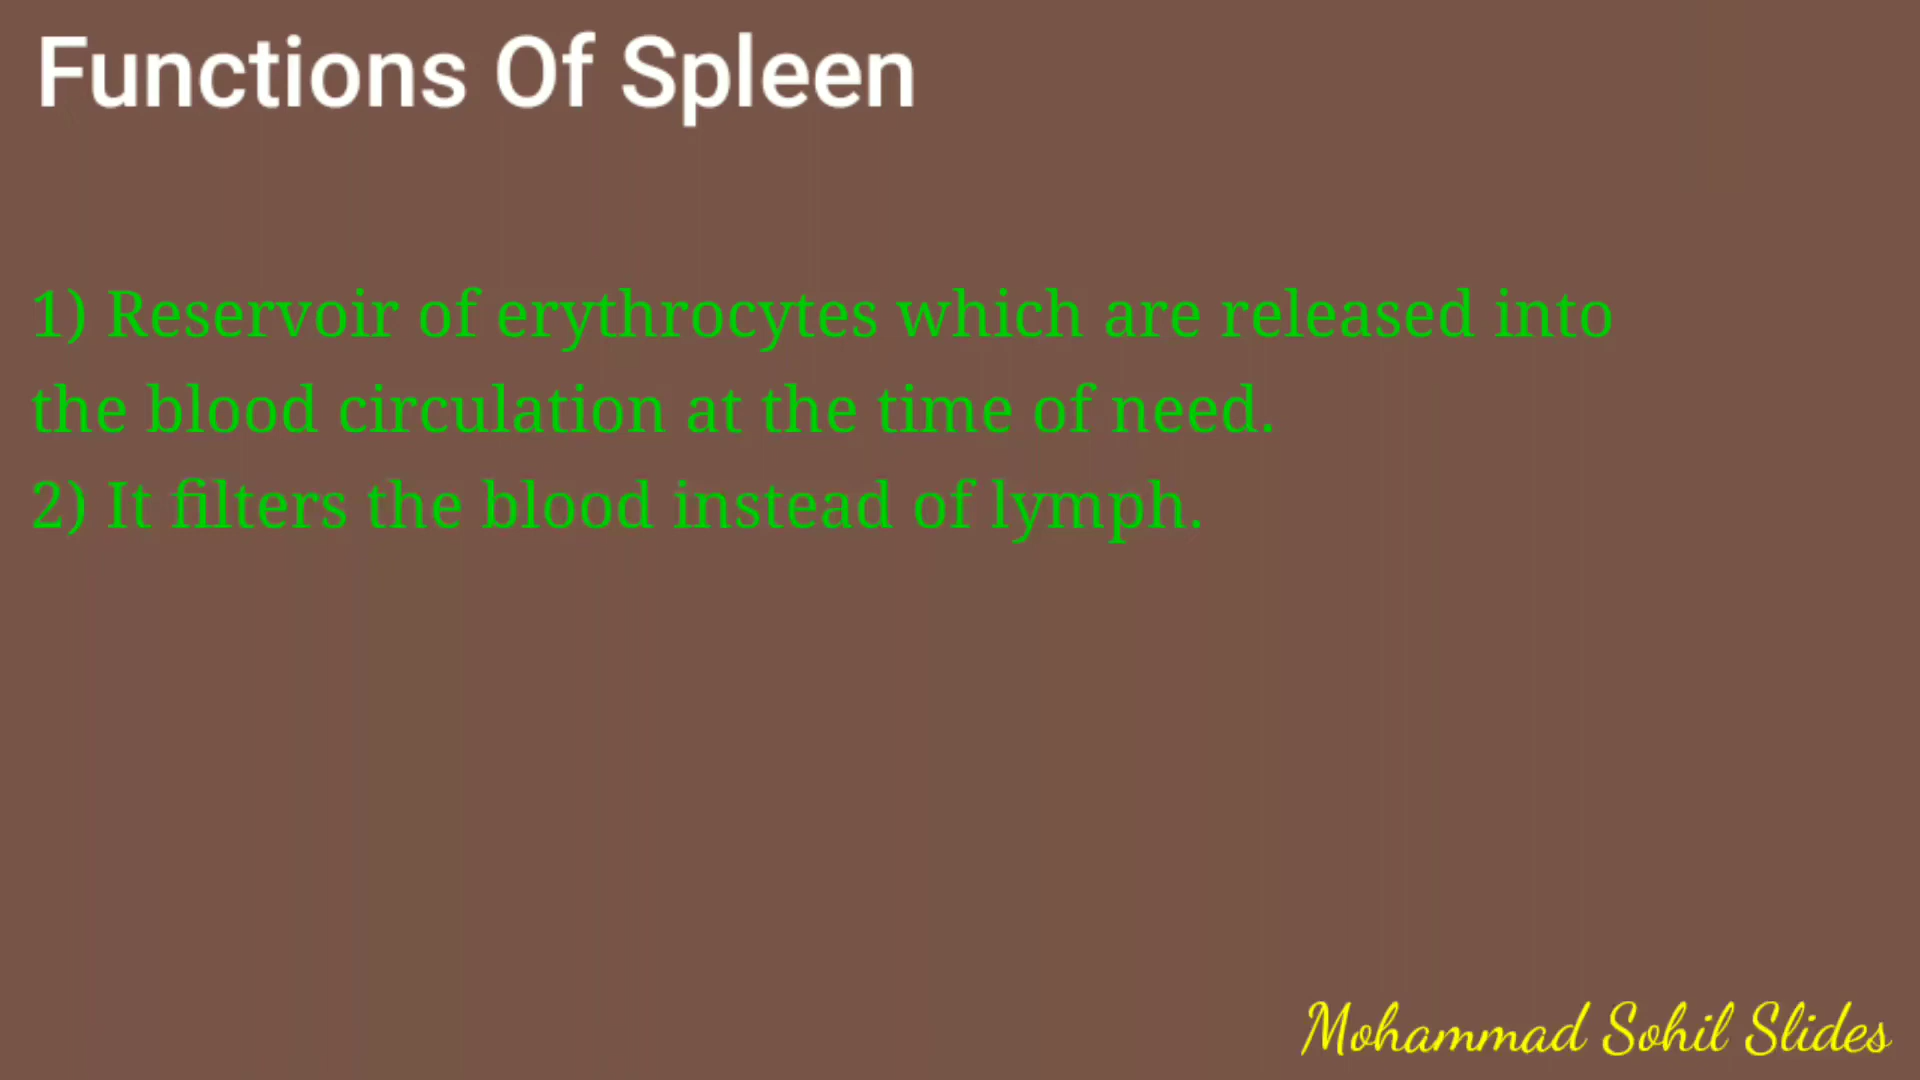 Functions Of Spleen
1) Reservoir of erythrocytes which are released into
the blood circulation at the time of need.
2) It filters the blood instead of lymph.
Mohammad Sohil Slides